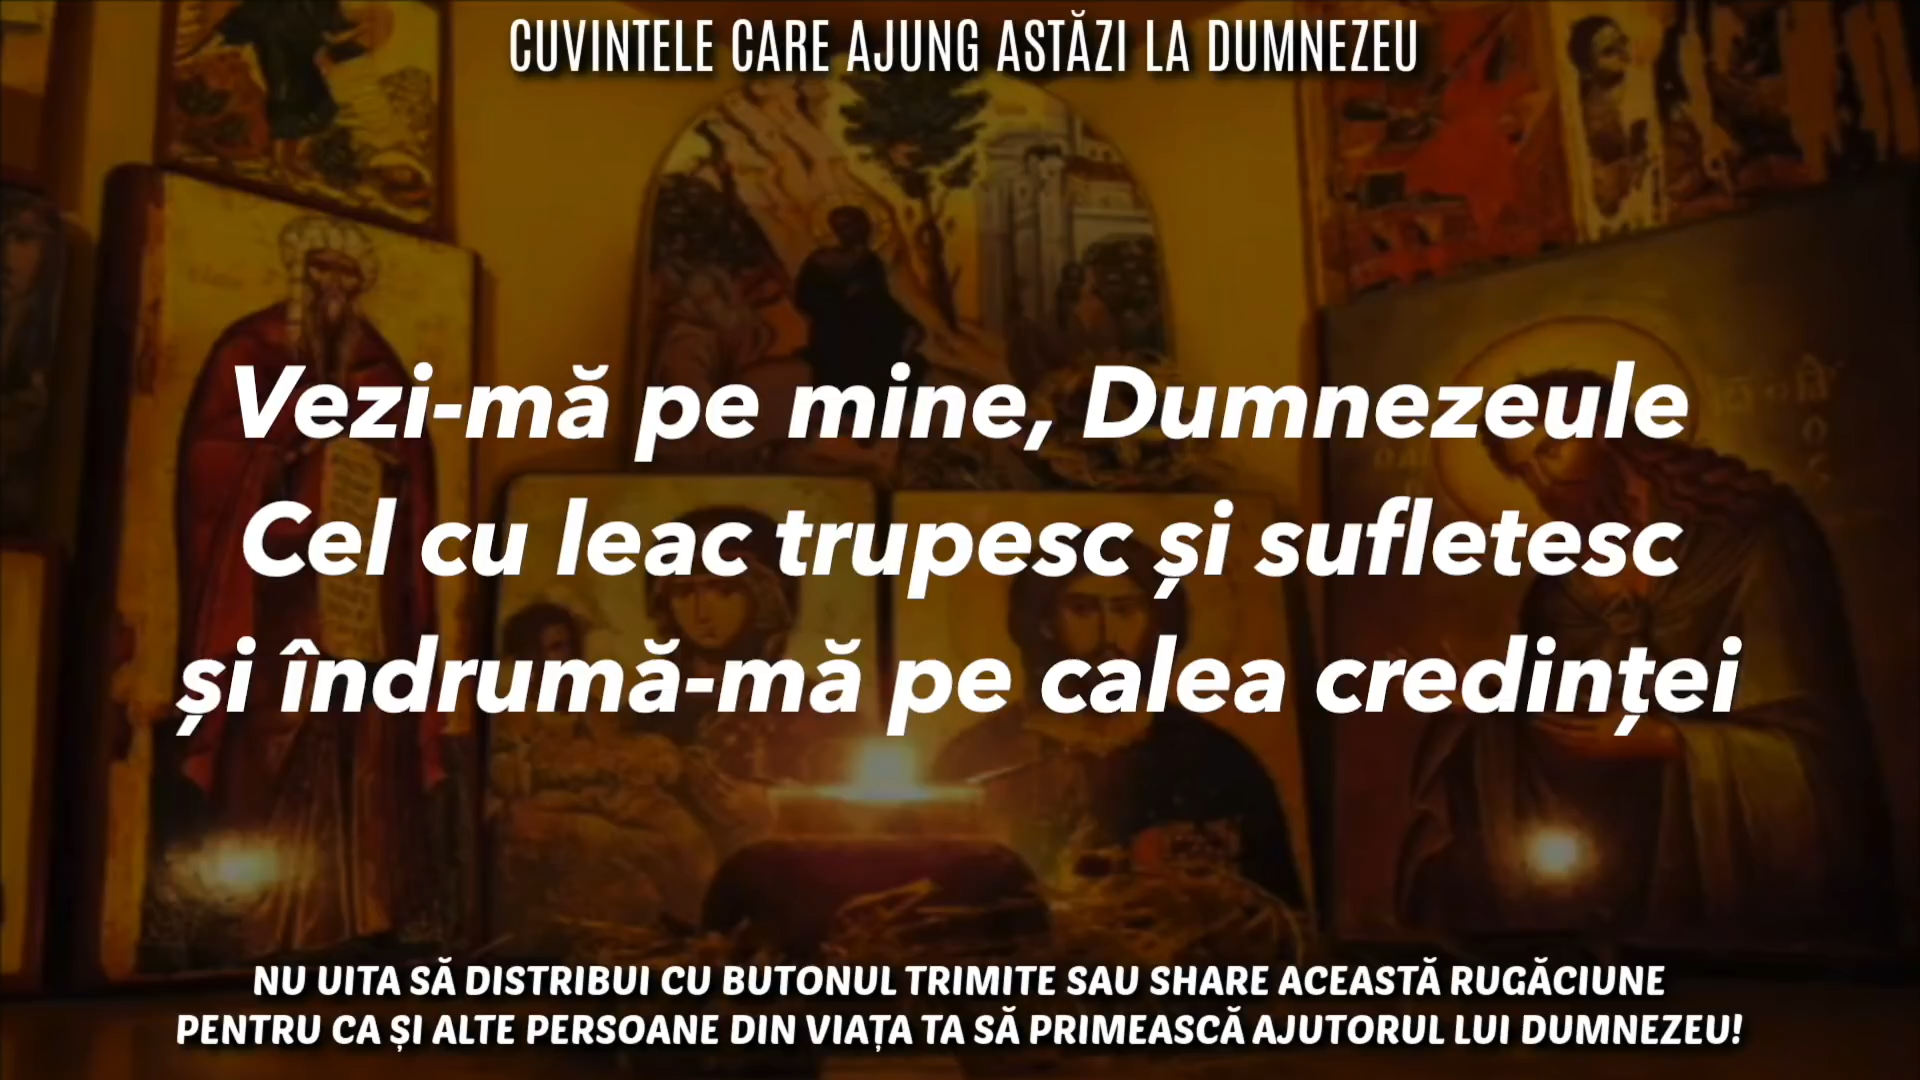 CUVINTELE CARE AJUNG ASTĂZI LA DUMNEZEU
Vezi-mă pe mine, Dumnezeule
Cel cu leac trupesc și sufletesc
și îndrumă-mă pe calea credinței
NU UITA SĂ DISTRIBUI CU BUTONUL TRIMITE SAU SHARE ACEASTĂ RUGĂCIUNE
PENTRU CA ȘI ALTE PERSOANE DIN VIAȚA TA SĂ PRIMEASCĂ AJUTORUL LUI DUMNEZEU!